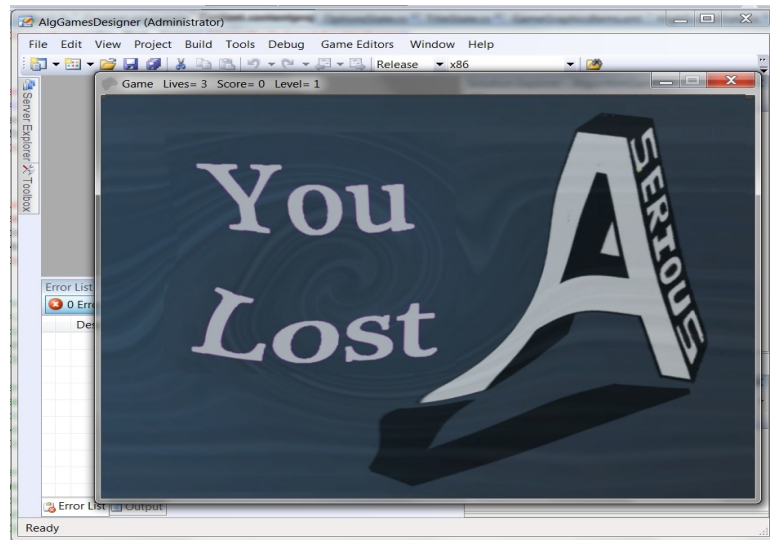 AlgGamesDesigner (Administrator)
File Edit View Project Build Tools Debug Game Editors Window Help
Release x86
Game Lives= 3 Score= 0 Level= 1
Server Explorer
Toolbox
You
Lost
A
SERIOUS
Error List
0 Erro
Des
Error List Output
Ready